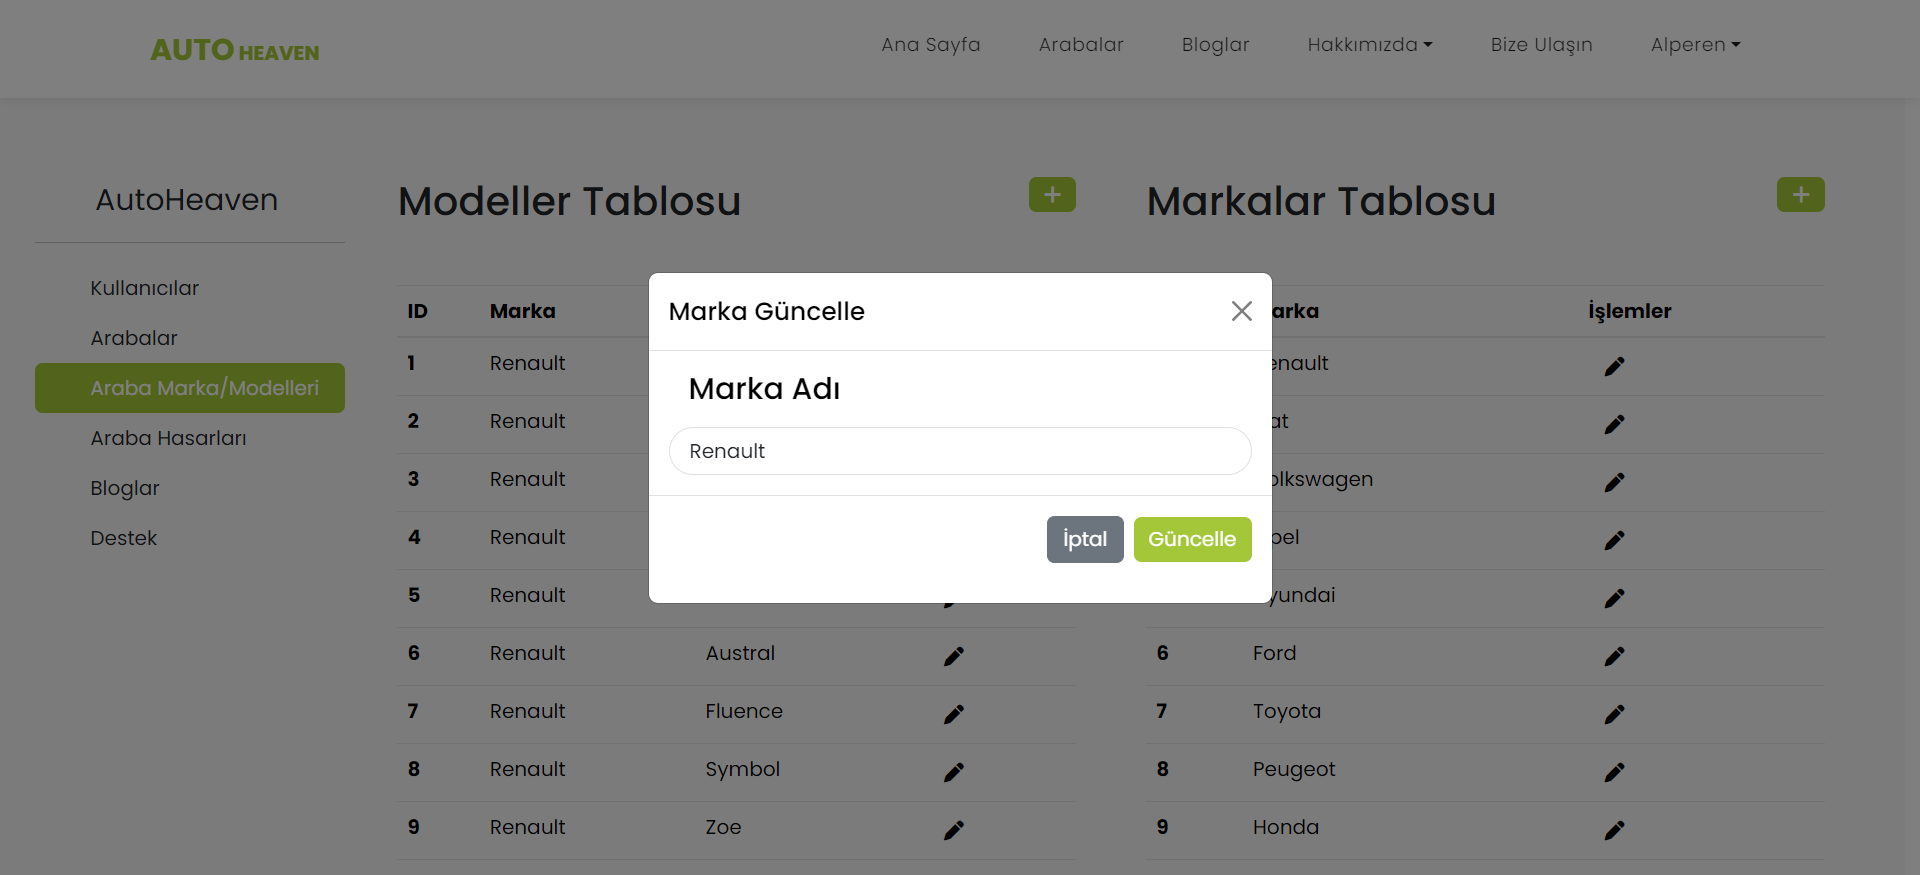 AUTO HEAVEN
Ana Sayfa
Arabalar
Bloglar
Hakkımızda
Bize Ulaşın
Alperen
AutoHeaven
Kullanıcılar
Arabalar
Araba Marka/Modelleri
Araba Hasarları
Bloglar
Destek
Modeller Tablosu
+
ID Marka
1 Renault
2 Renault
3 Renault
4 Renault
5 Renault
6 Renault Austral
7 Renault Fluence
8 Renault Symbol
9 Renault Zoe
Markalar Tablosu
+
arka İşlemler
enault
at
olkswagen
pel
yundai
6 Ford
7 Toyota
8 Peugeot
9 Honda
Marka Güncelle
Marka Adı
Renault
İptal
Güncelle